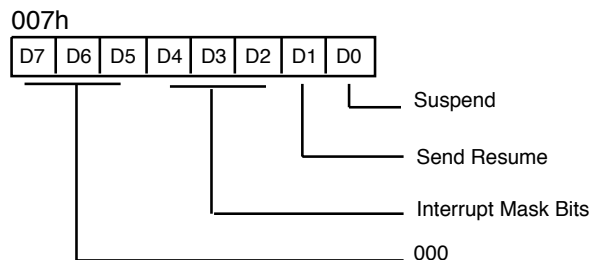 007h
D7 D6 D5 D4 D3 D2 D1 D0
Suspend
Send Resume
Interrupt Mask Bits
000